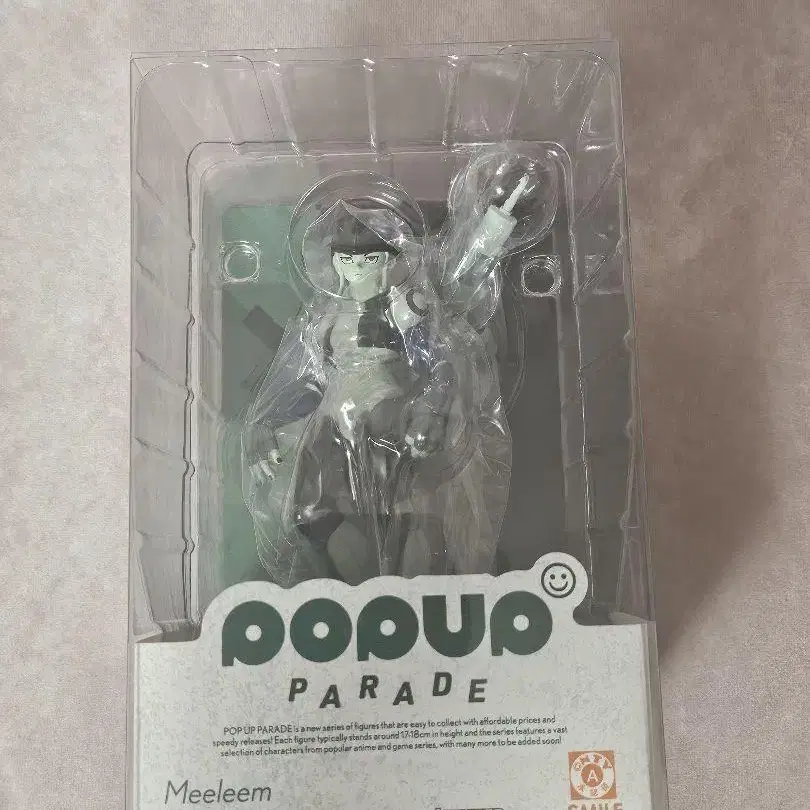 POPUP
PARADE
POP UP PARADE is a new series of figures that are easy to collect with affordable prices and
speedy releases! Each figure typically stands around 17-18cm in height and the series features a vast
selection of characters from popular anime and game series, with many more to be added soon!
Meeleem
A